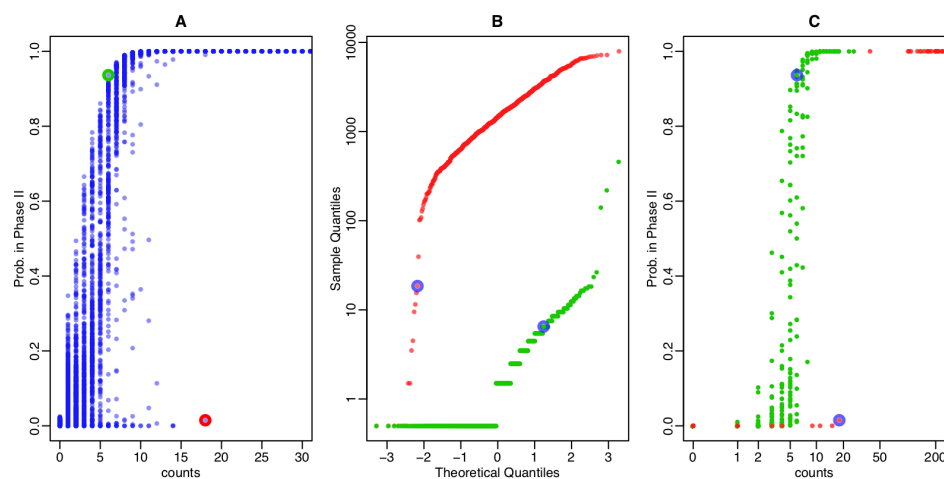 A
B
C
Prob. in Phase II
0.0 0.2 0.4 0.6 0.8 1.0
0 5 10 15 20 25 30
counts
Sample Quantiles
1 10 100 1000 10000
−3 −2 −1 0 1 2 3
Theoretical Quantiles
Prob. in Phase II
0.0 0.2 0.4 0.6 0.8 1.0
0 1 2 5 10 20 50 200
counts